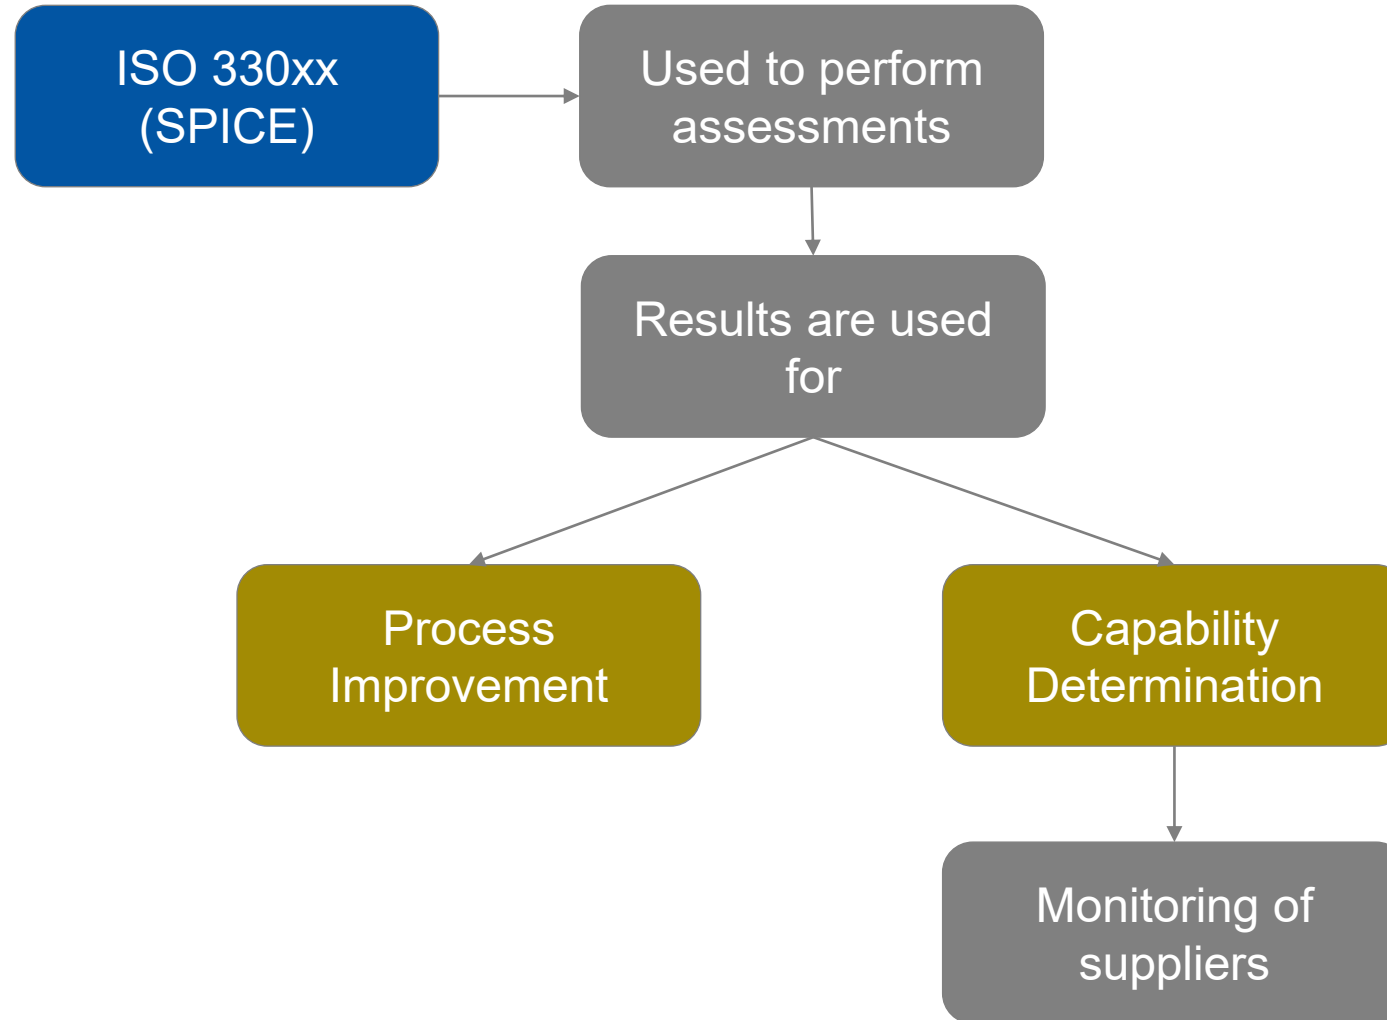 ISO 330xx
(SPICE)
Used to perform
assessments
Results are used
for
Process
Improvement
Capability
Determination
Monitoring of
suppliers